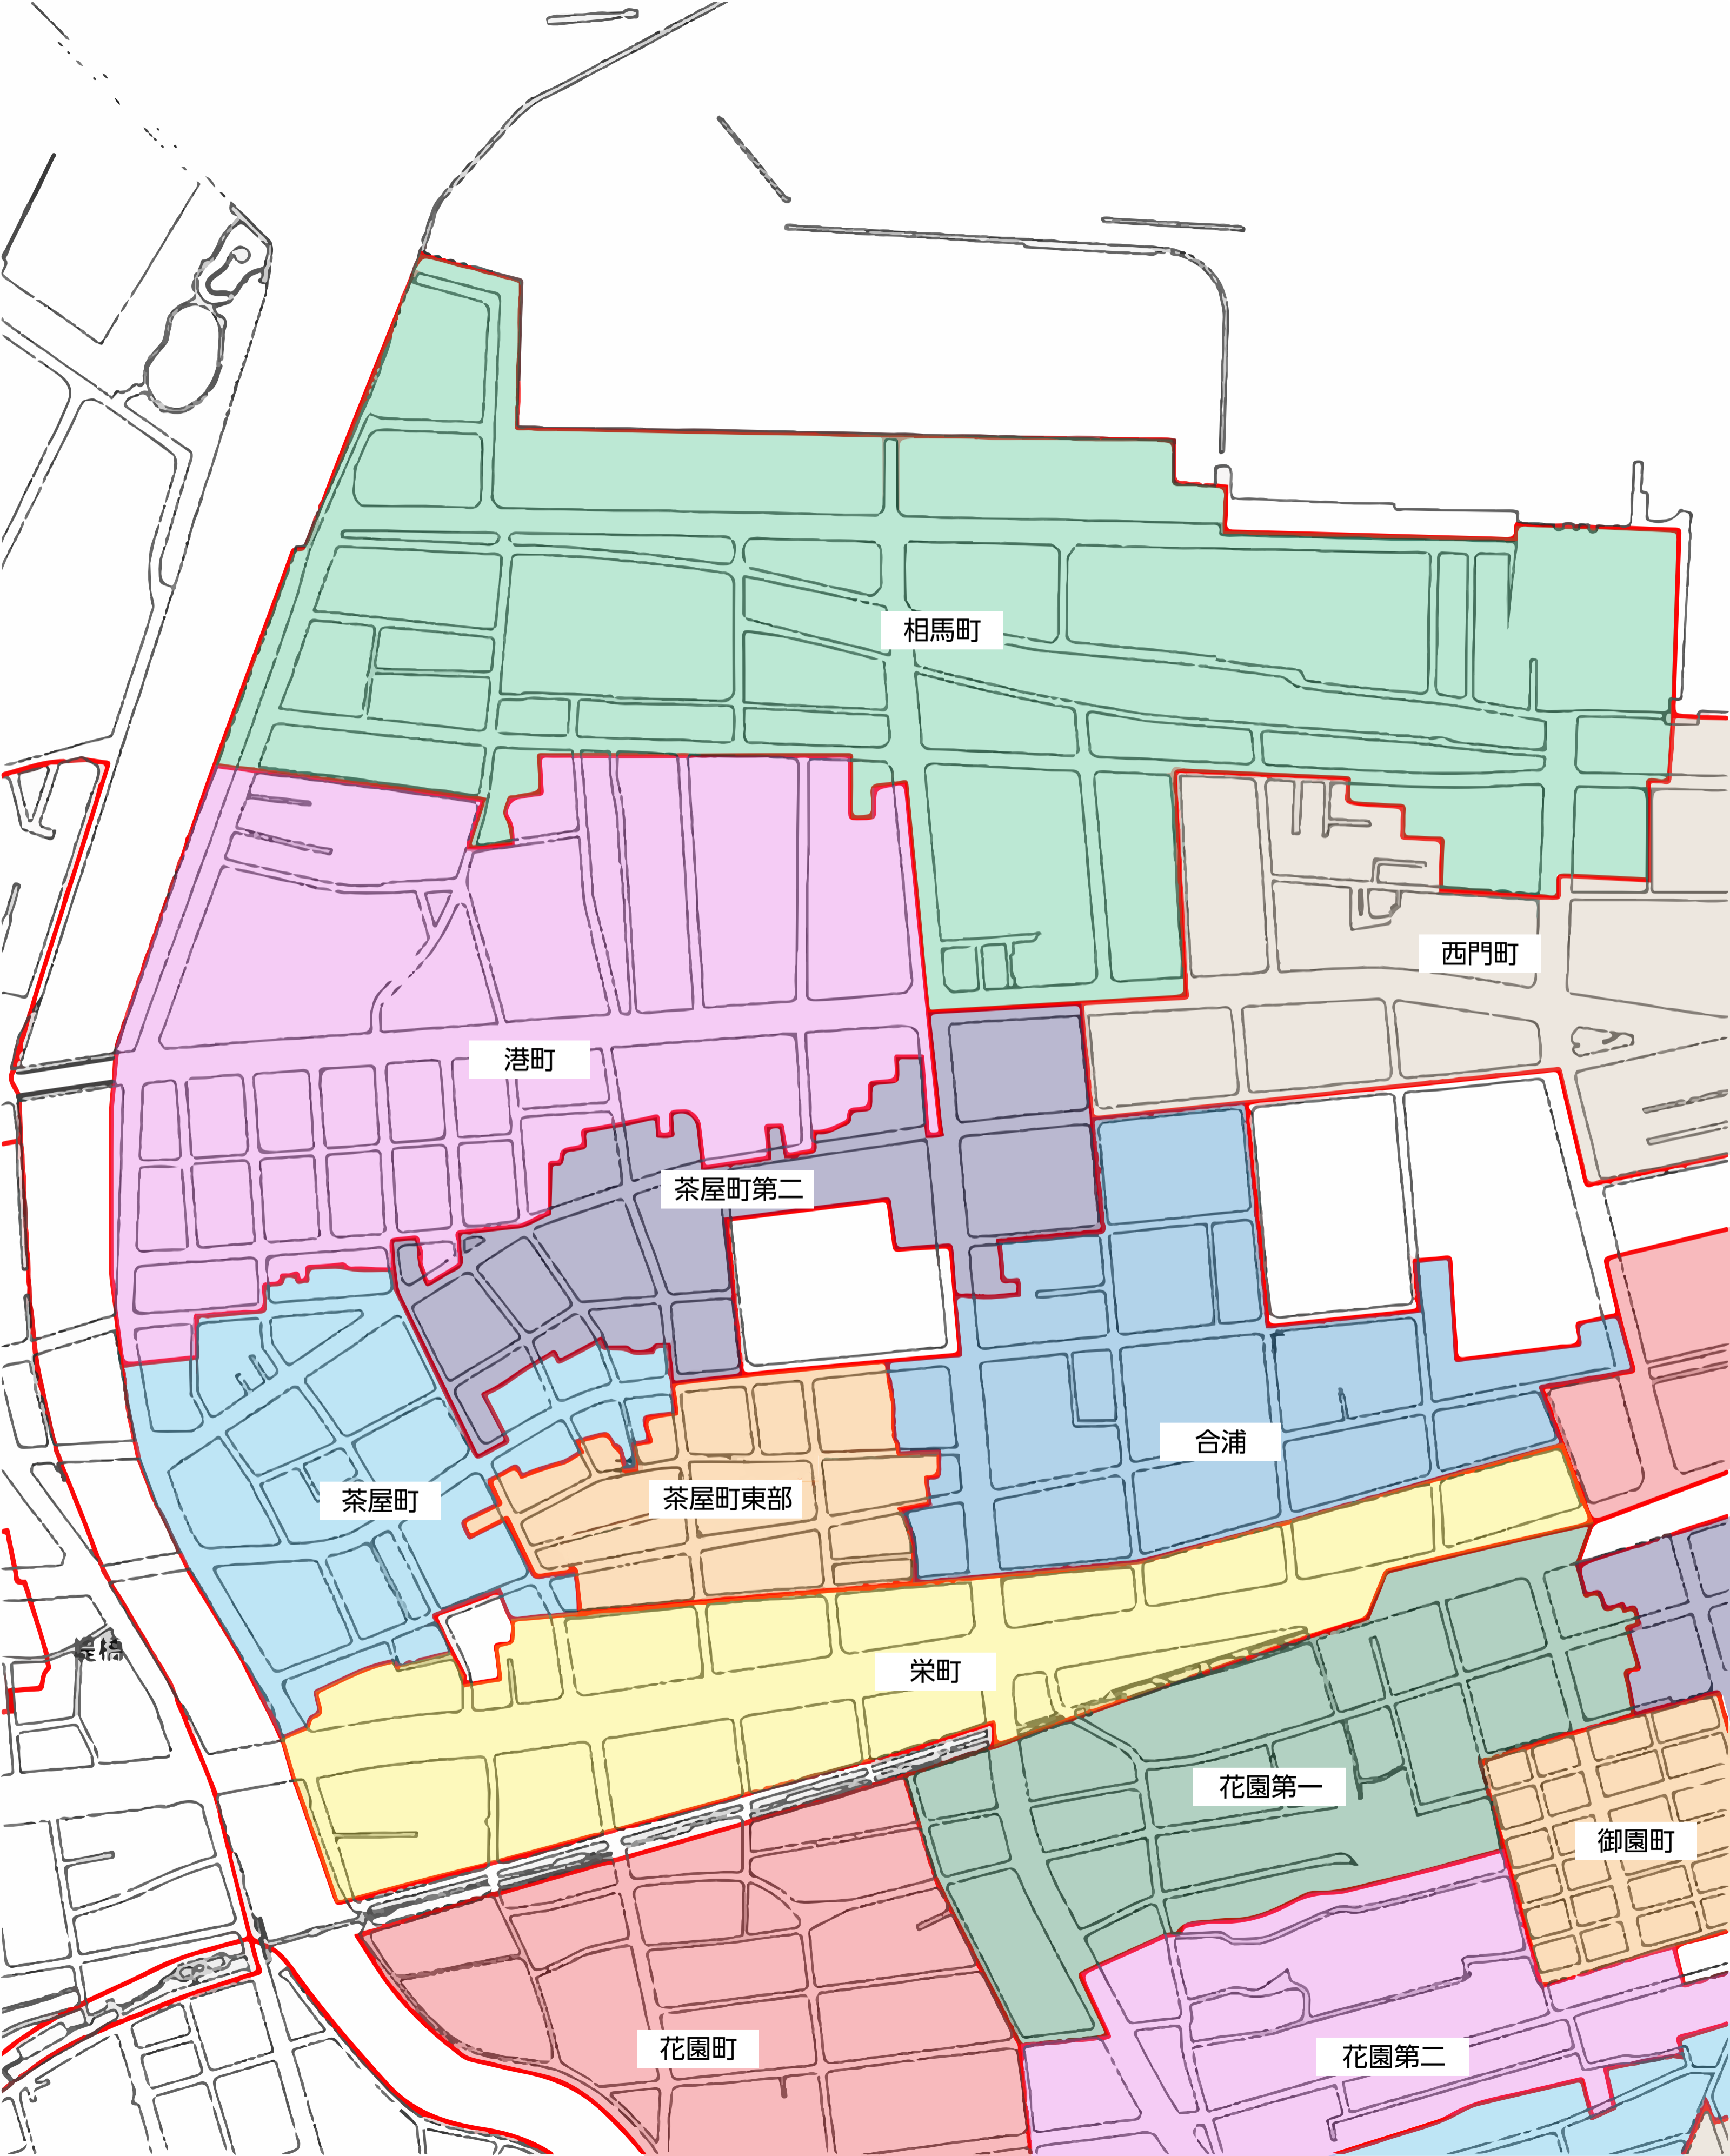 相馬町
西門町
港町
茶屋町第二
合浦
茶屋町
茶屋町東部
堤橋
栄町
花園第一
御園町
花園町
花園第二